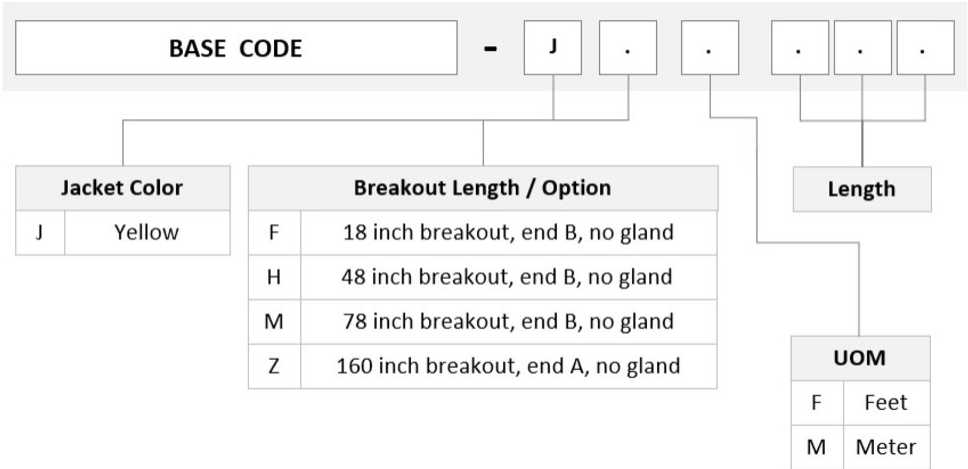 BASE CODE - J . . . . .
Jacket Color
J Yellow
Breakout Length / Option
F 18 inch breakout, end B, no gland
H 48 inch breakout, end B, no gland
M 78 inch breakout, end B, no gland
Z 160 inch breakout, end A, no gland
Length
UOM
F Feet
M Meter